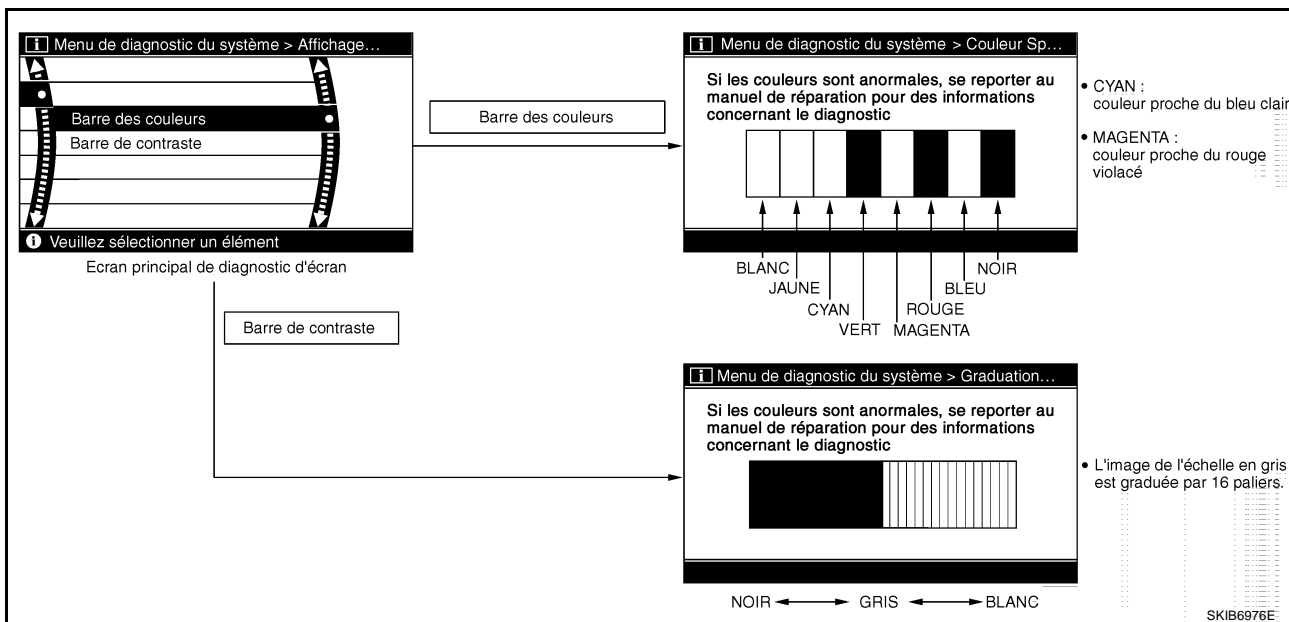 Menu de diagnostic du système > Affichage...
Barre des couleurs
Barre de contraste
Veuillez sélectionner un élément
Ecran principal de diagnostic d'écran
Barre des couleurs
Barre de contraste
Menu de diagnostic du système > Couleur Sp...
Si les couleurs sont anormales, se reporter au
manuel de réparation pour des informations
concernant le diagnostic
BLANC
JAUNE
CYAN
VERT
MAGENTA
ROUGE
BLEU
NOIR
• CYAN :
couleur proche du bleu clair
• MAGENTA :
couleur proche du rouge
violacé
Menu de diagnostic du système > Graduation...
Si les couleurs sont anormales, se reporter au
manuel de réparation pour des informations
concernant le diagnostic
NOIR GRIS BLANC
• L'image de l'échelle en gris
est graduée par 16 paliers.
SKIB6976E